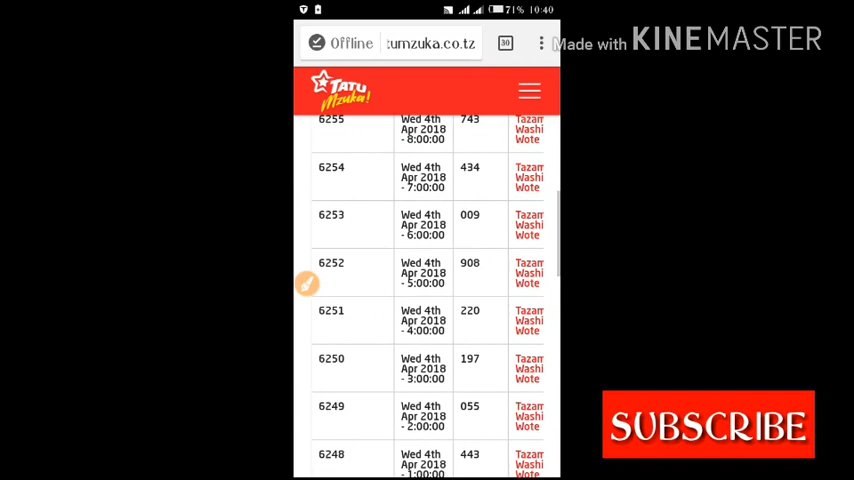 71% 10:40
Offline tumzuka.co.tz 30
Made with KINEMASTER
TATU
Mzuka!
6255 Wed 4th Apr 2018 - 8:00:00 743 Tazam Washi Wote
6254 Wed 4th Apr 2018 - 7:00:00 434 Tazam Washi Wote
6253 Wed 4th Apr 2018 - 6:00:00 009 Tazam Washi Wote
6252 Wed 4th Apr 2018 - 5:00:00 908 Tazam Washi Wote
6251 Wed 4th Apr 2018 - 4:00:00 220 Tazam Washi Wote
6250 Wed 4th Apr 2018 - 3:00:00 197 Tazam Washi Wote
6249 Wed 4th Apr 2018 - 2:00:00 055 Tazam Washi Wote
6248 Wed 4th Apr 2018 - 1:00:00 443 Tazam Washi Wote
SUBSCRIBE